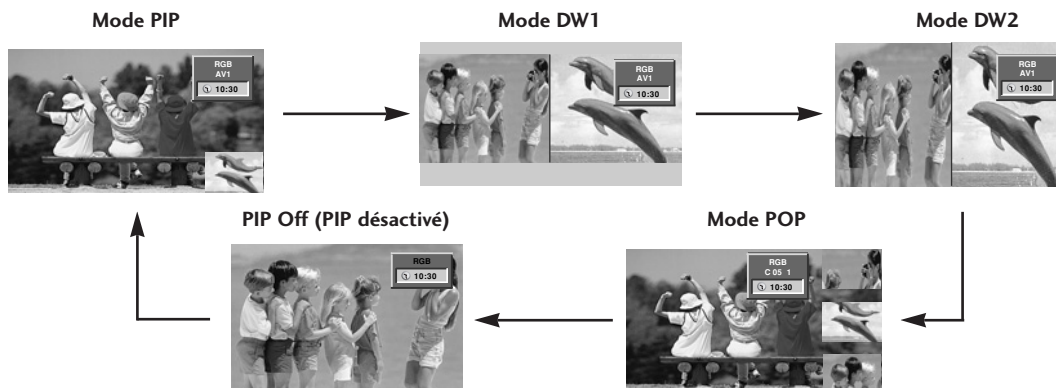 Mode PIP
RGB
AV1
10:30
Mode DW1
RGB
AV1
10:30
Mode DW2
RGB
AV1
10:30
PIP Off (PIP désactivé)
RGB
10:30
Mode POP
RGB
C 05 1
10:30